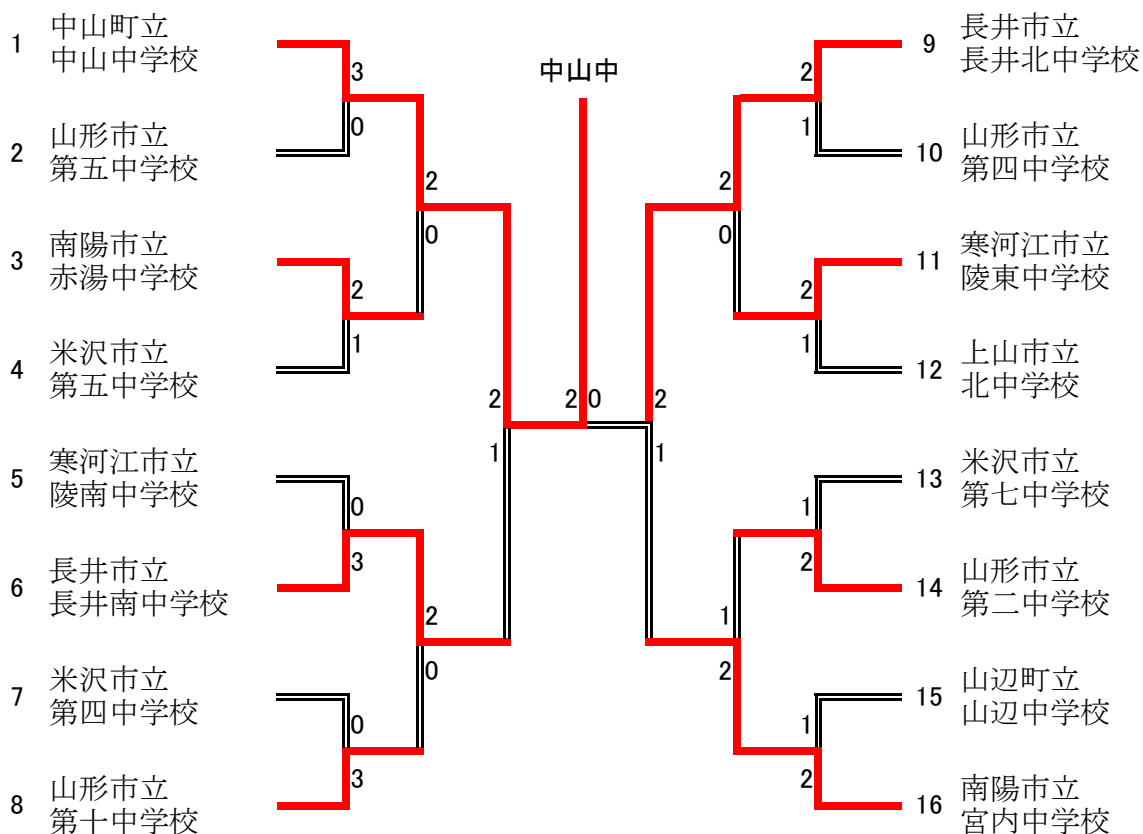 中山中
1 中山町立
中山中学校
3
0
2 山形市立
第五中学校
2
0
3 南陽市立
赤湯中学校
2
1
4 米沢市立
第五中学校
2
1
5 寒河江市立
陵南中学校
0
3
6 長井市立
長井南中学校
2
0
7 米沢市立
第四中学校
0
3
8 山形市立
第十中学校
2 0
9 長井市立
長井北中学校
2
1
10 山形市立
第四中学校
2
0
11 寒河江市立
陵東中学校
2
1
12 上山市立
北中学校
2
1
13 米沢市立
第七中学校
1
2
14 山形市立
第二中学校
1
2
15 山辺町立
山辺中学校
1
2
16 南陽市立
宮内中学校